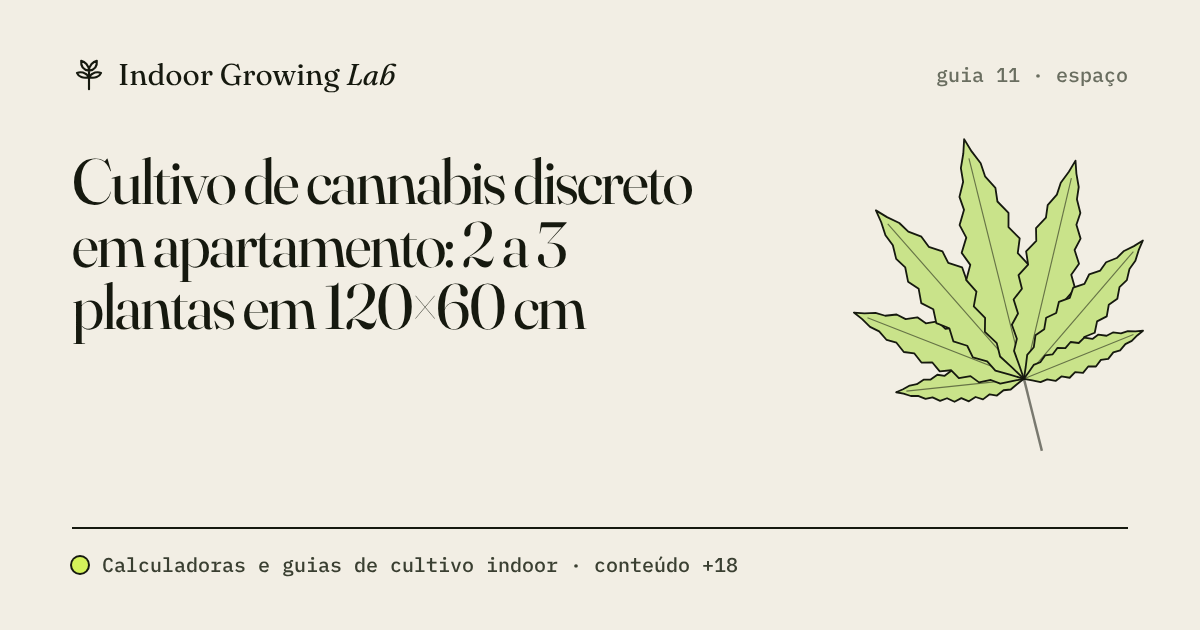 Indoor Growing Lab
guia 11 · espaço
Cultivo de cannabis discreto
em apartamento: 2 a 3
plantas em 120×60 cm
Calculadoras e guias de cultivo indoor · conteúdo +18